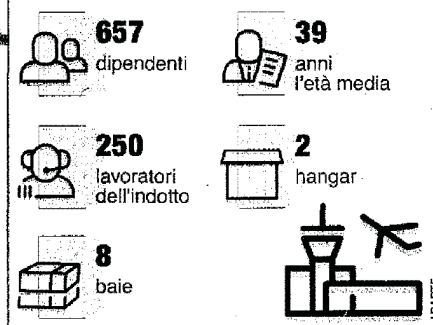 657
dipendenti
39
anni
l'età media
250
lavoratori
dell'indotto
2
hangar
8
baie